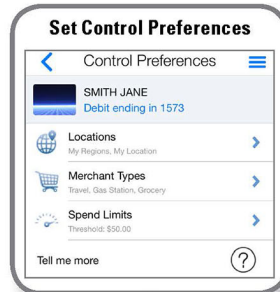 Set Control Preferences
Control Preferences
SMITH JANE
Debit ending in 1573
Locations
My Regions, My Location
Merchant Types
Travel, Gas Station, Grocery
Spend Limits
Threshold: $50.00
Tell me more
?